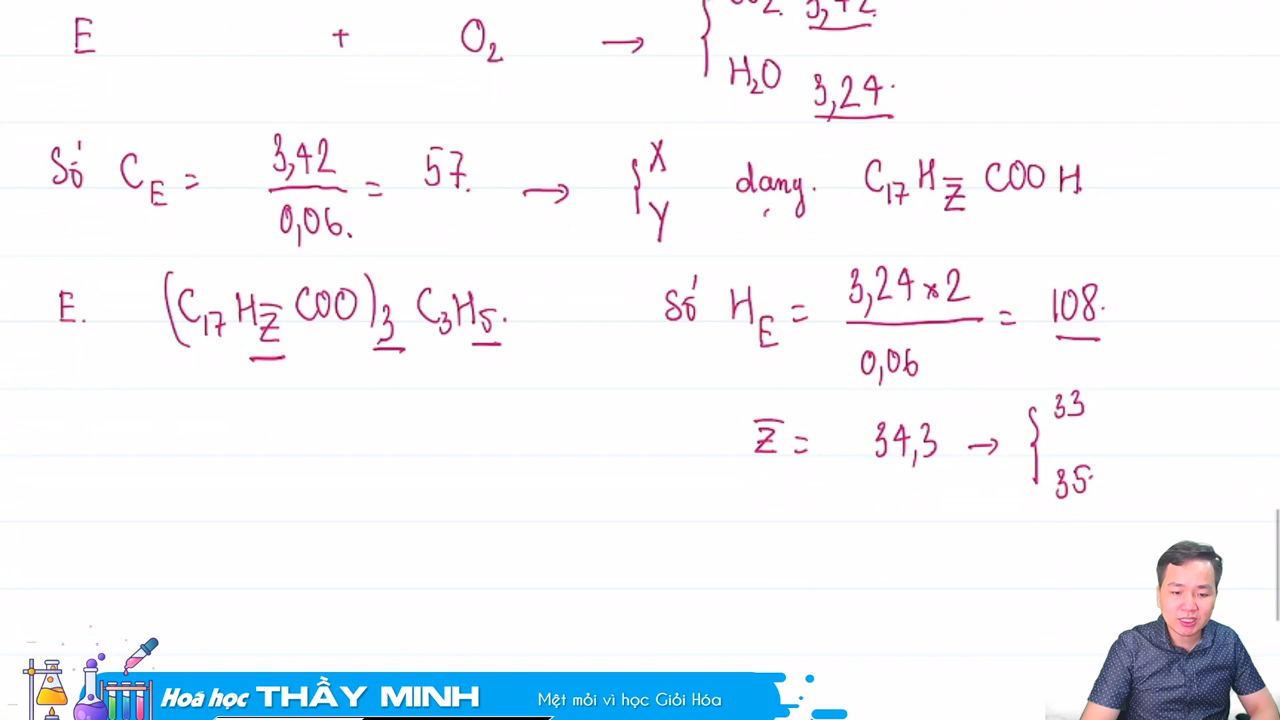 CO2 3,42
E + O2 → {
H2O 3,24
Số C_E = 3,42 / 0,06 = 57. → { X Y dạng. C17H_Z̅COOH
E. (C17H_Z̅COO)3C3H5. Số H_E = 3,24 × 2 / 0,06 = 108.
Z̅ = 34,3 → { 33 35
Hoá học THẦY MINH Mệt mỏi vì học Giỏi Hóa